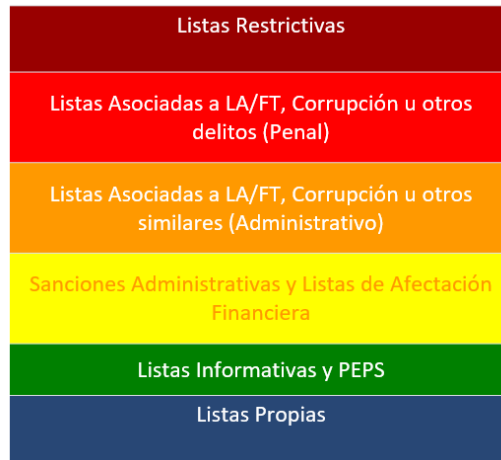 Listas Restrictivas
Listas Asociadas a LA/FT, Corrupción u otros
delitos (Penal)
Listas Asociadas a LA/FT, Corrupción u otros
similares (Administrativo)
Sanciones Administrativas y Listas de Afectación
Financiera
Listas Informativas y PEPS
Listas Propias